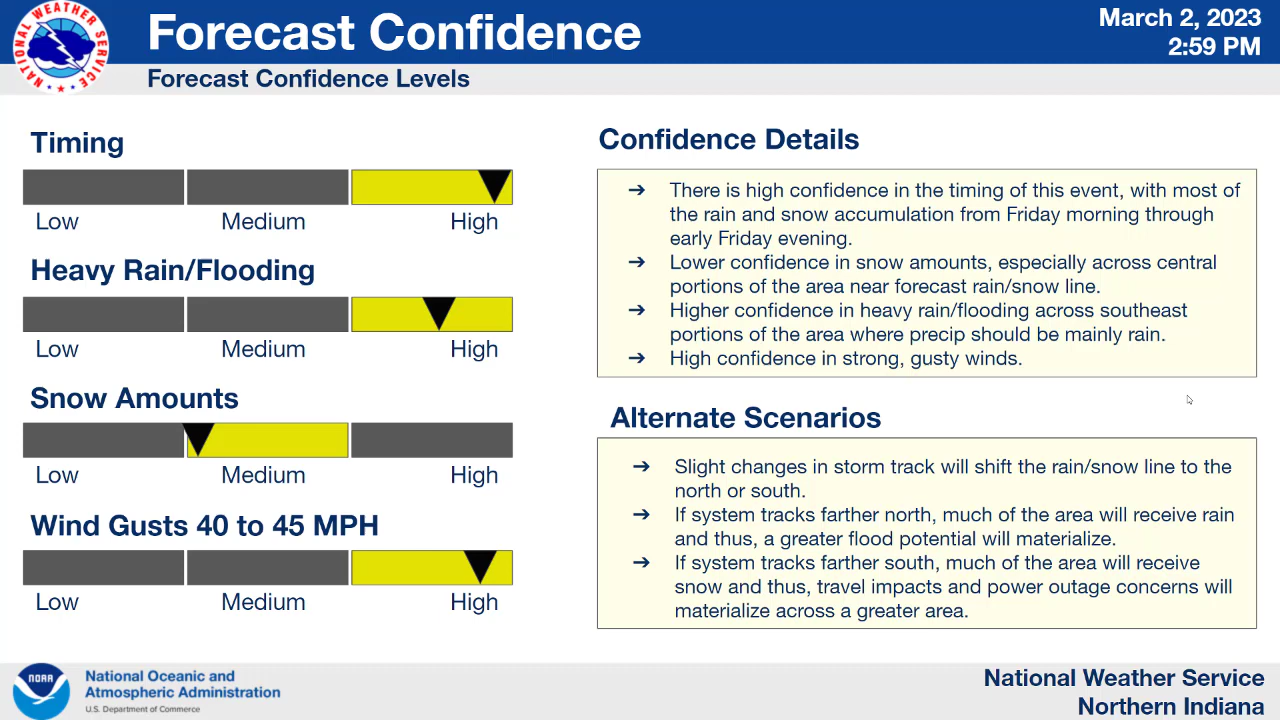 NATIONAL WEATHER SERVICE
Forecast Confidence
March 2, 2023
2:59 PM
Forecast Confidence Levels
Timing
Low Medium High
Heavy Rain/Flooding
Low Medium High
Snow Amounts
Low Medium High
Wind Gusts 40 to 45 MPH
Low Medium High
Confidence Details
➔ There is high confidence in the timing of this event, with most of
the rain and snow accumulation from Friday morning through
early Friday evening.
➔ Lower confidence in snow amounts, especially across central
portions of the area near forecast rain/snow line.
➔ Higher confidence in heavy rain/flooding across southeast
portions of the area where precip should be mainly rain.
➔ High confidence in strong, gusty winds.
Alternate Scenarios
➔ Slight changes in storm track will shift the rain/snow line to the
north or south.
➔ If system tracks farther north, much of the area will receive rain
and thus, a greater flood potential will materialize.
➔ If system tracks farther south, much of the area will receive
snow and thus, travel impacts and power outage concerns will
materialize across a greater area.
NOAA
National Oceanic and
Atmospheric Administration
U.S. Department of Commerce
National Weather Service
Northern Indiana